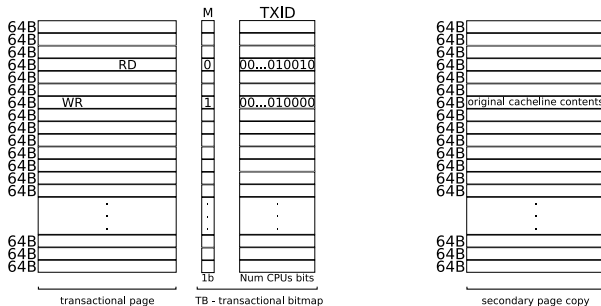 M TXID
64B 64B
64B 64B
64B 64B
64B RD 0 00...010010 64B
64B 64B
64B WR 1 00...010000 64B original cacheline contents
64B 64B
64B 64B
64B 64B
64B 64B
64B 64B
64B 64B
64B 64B
64B 64B
64B 64B
64B 64B
64B 64B
1b Num CPUs bits
transactional page TB - transactional bitmap secondary page copy